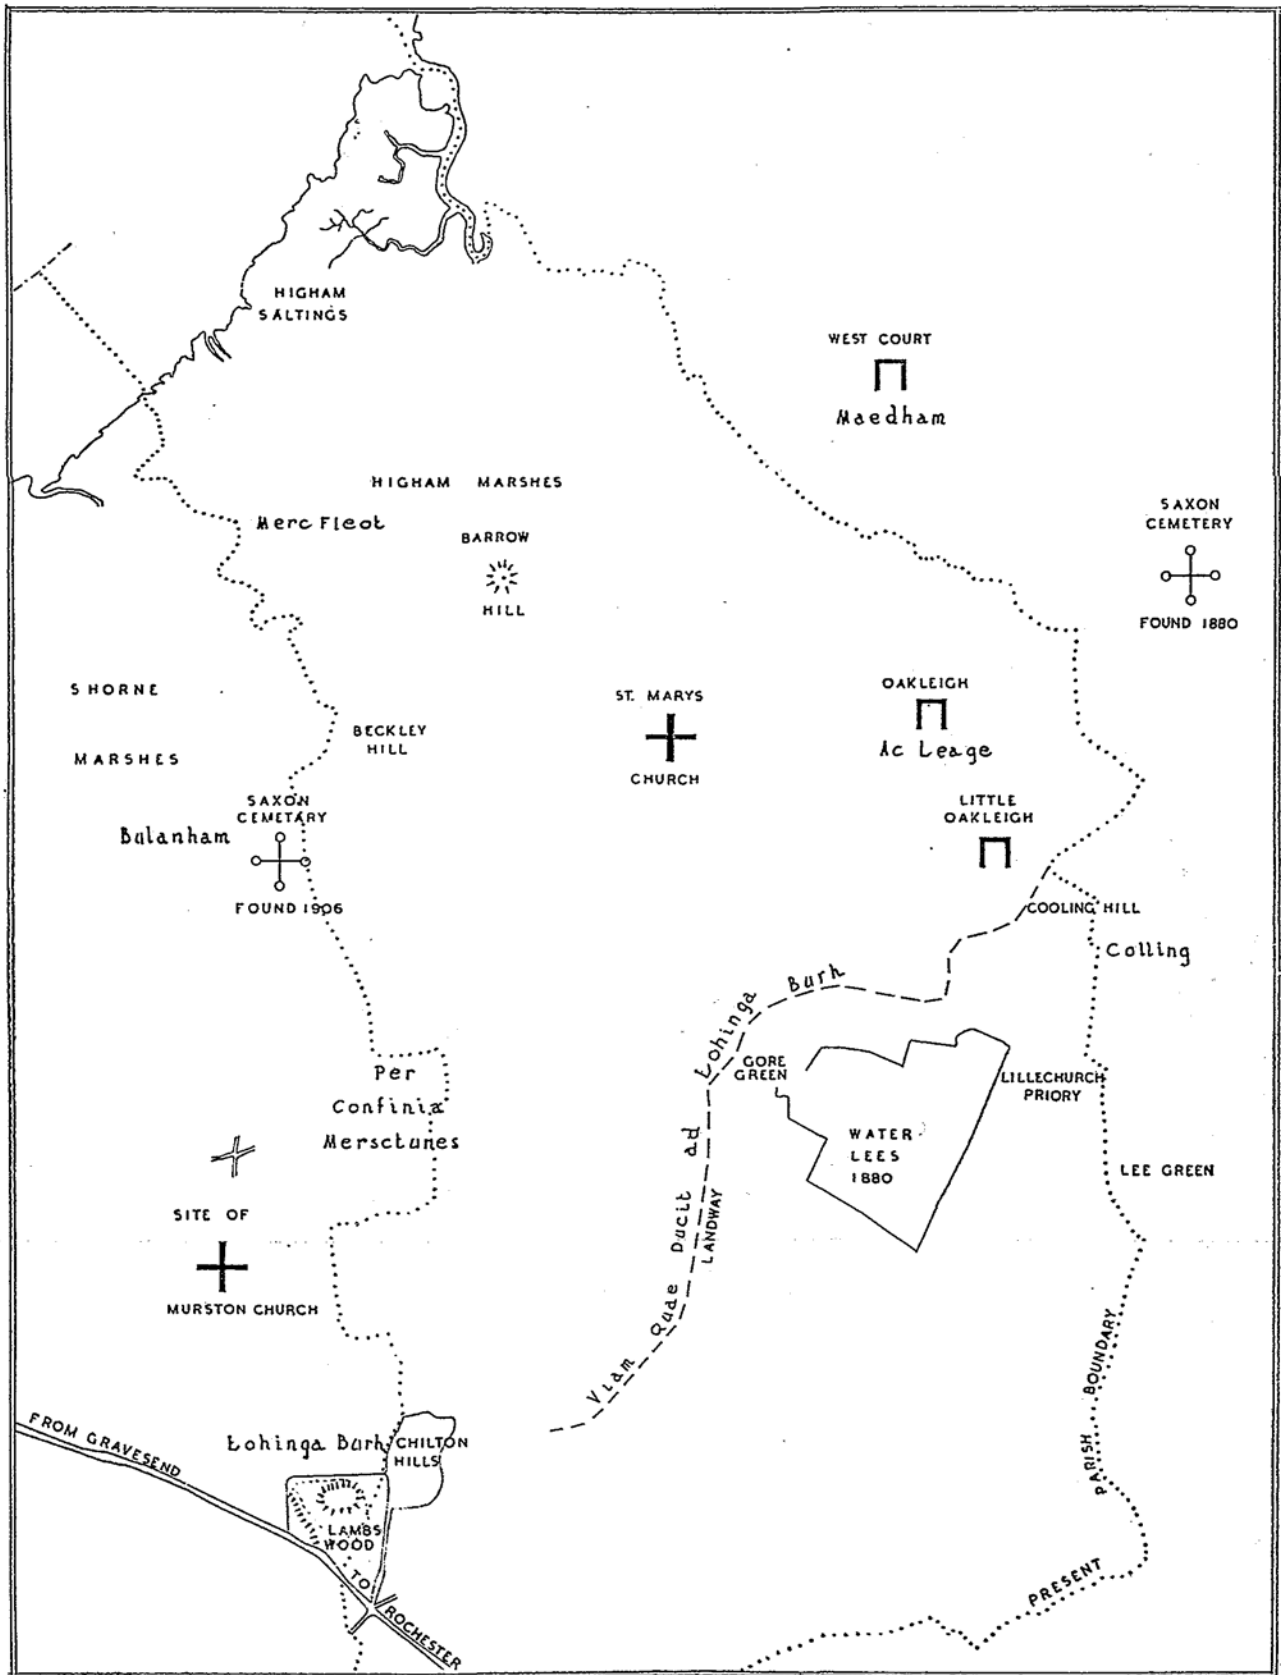 HIGHAM
SALTINGS
WEST COURT
Maedham
HIGHAM MARSHES
Merc Fleot
BARROW
HILL
SAXON
CEMETERY
FOUND 1880
SHORNE
MARSHES
BECKLEY
HILL
ST. MARYS
CHURCH
OAKLEIGH
Ac Leage
LITTLE
OAKLEIGH
SAXON
CEMETARY
Bulanham
FOUND 1906
COOLING HILL
Colling
Viam Quae Ducit ad Łohinga Burh
LANDWAY
GORE
GREEN
LILLECHURCH
PRIORY
WATER
LEES
1880
LEE GREEN
Per
Confinia
Mersctunes
SITE OF
MURSTON CHURCH
Łohinga Burh
CHILTON
HILLS
LAMBS
WOOD
FROM GRAVESEND
TO ROCHESTER
PRESENT PARISH BOUNDARY